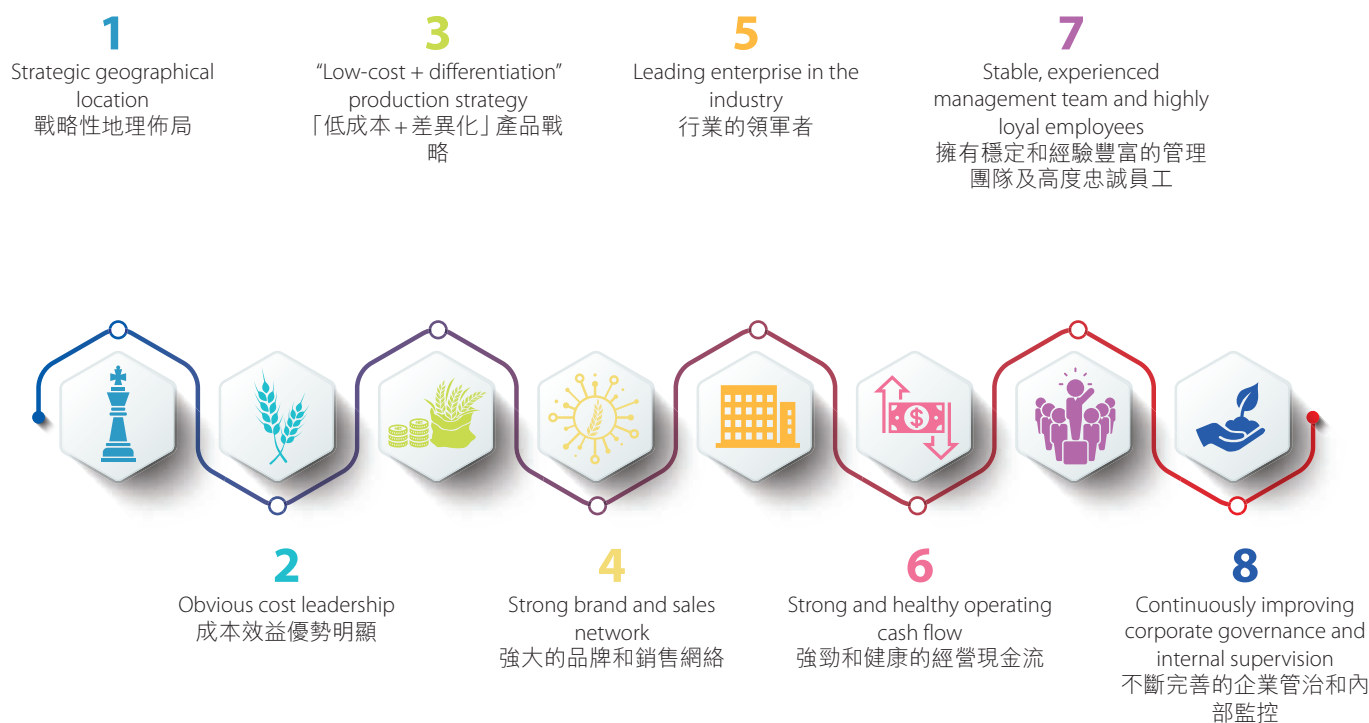 1
Strategic geographical
location
戰略性地理佈局
3
“Low-cost + differentiation”
production strategy
「低成本+差異化」產品戰
略
5
Leading enterprise in the
industry
行業的領軍者
7
Stable, experienced
management team and highly
loyal employees
擁有穩定和經驗豐富的管理
團隊及高度忠誠員工
$
2
Obvious cost leadership
成本效益優勢明顯
4
Strong brand and sales
network
強大的品牌和銷售網絡
6
Strong and healthy operating
cash flow
強勁和健康的經營現金流
8
Continuously improving
corporate governance and
internal supervision
不斷完善的企業管治和內
部監控